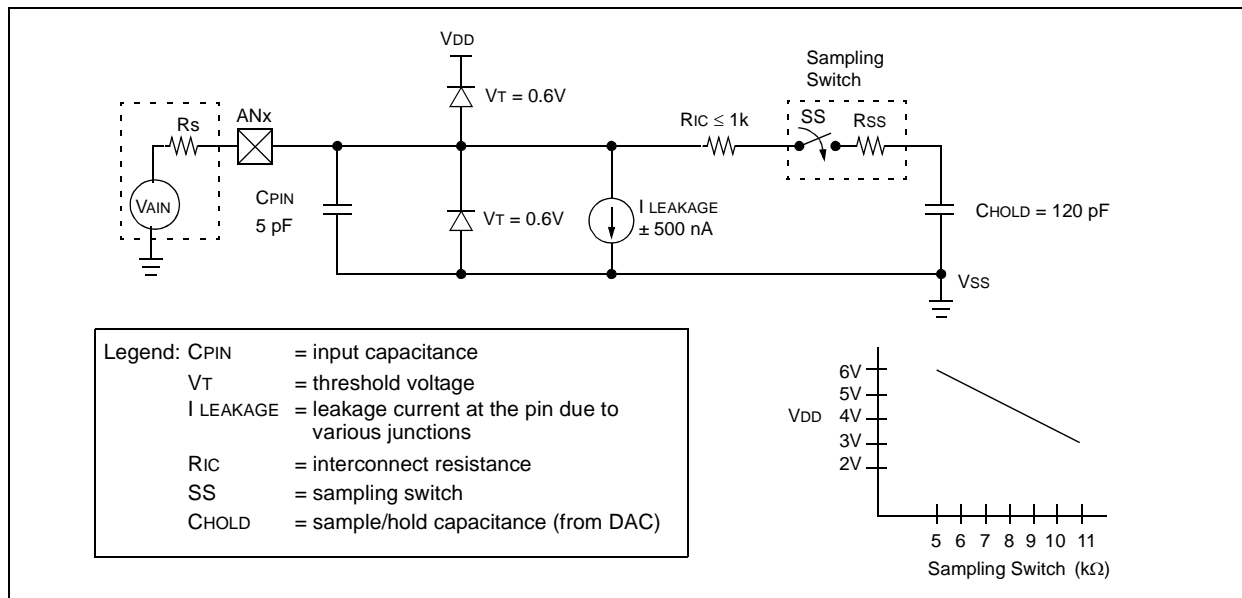 VDD
Sampling
Switch
VT = 0.6V
ANx
RS
RIC ≤ 1k
SS
RSS
VAIN
CPIN
5 pF
VT = 0.6V
I LEAKAGE
± 500 nA
CHOLD = 120 pF
VSS
Legend: CPIN = input capacitance
VT = threshold voltage
I LEAKAGE = leakage current at the pin due to
various junctions
RIC = interconnect resistance
SS = sampling switch
CHOLD = sample/hold capacitance (from DAC)
6V
5V
VDD 4V
3V
2V
5 6 7 8 9 10 11
Sampling Switch (kΩ)